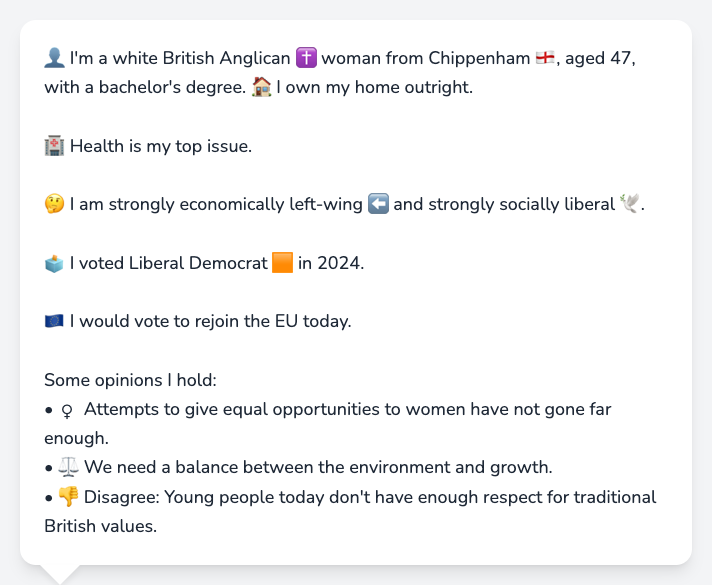 👤 I'm a white British Anglican ✝️ woman from Chippenham 🏴󠁧󠁢󠁥󠁮󠁧󠁿, aged 47,
with a bachelor's degree. 🏠 I own my home outright.
🏥 Health is my top issue.
🤔 I am strongly economically left-wing ⬅️ and strongly socially liberal 🕊️.
🗳️ I voted Liberal Democrat 🟧 in 2024.
🇪🇺 I would vote to rejoin the EU today.
Some opinions I hold:
• ♀ Attempts to give equal opportunities to women have not gone far
enough.
• ⚖️ We need a balance between the environment and growth.
• 👎 Disagree: Young people today don't have enough respect for traditional
British values.